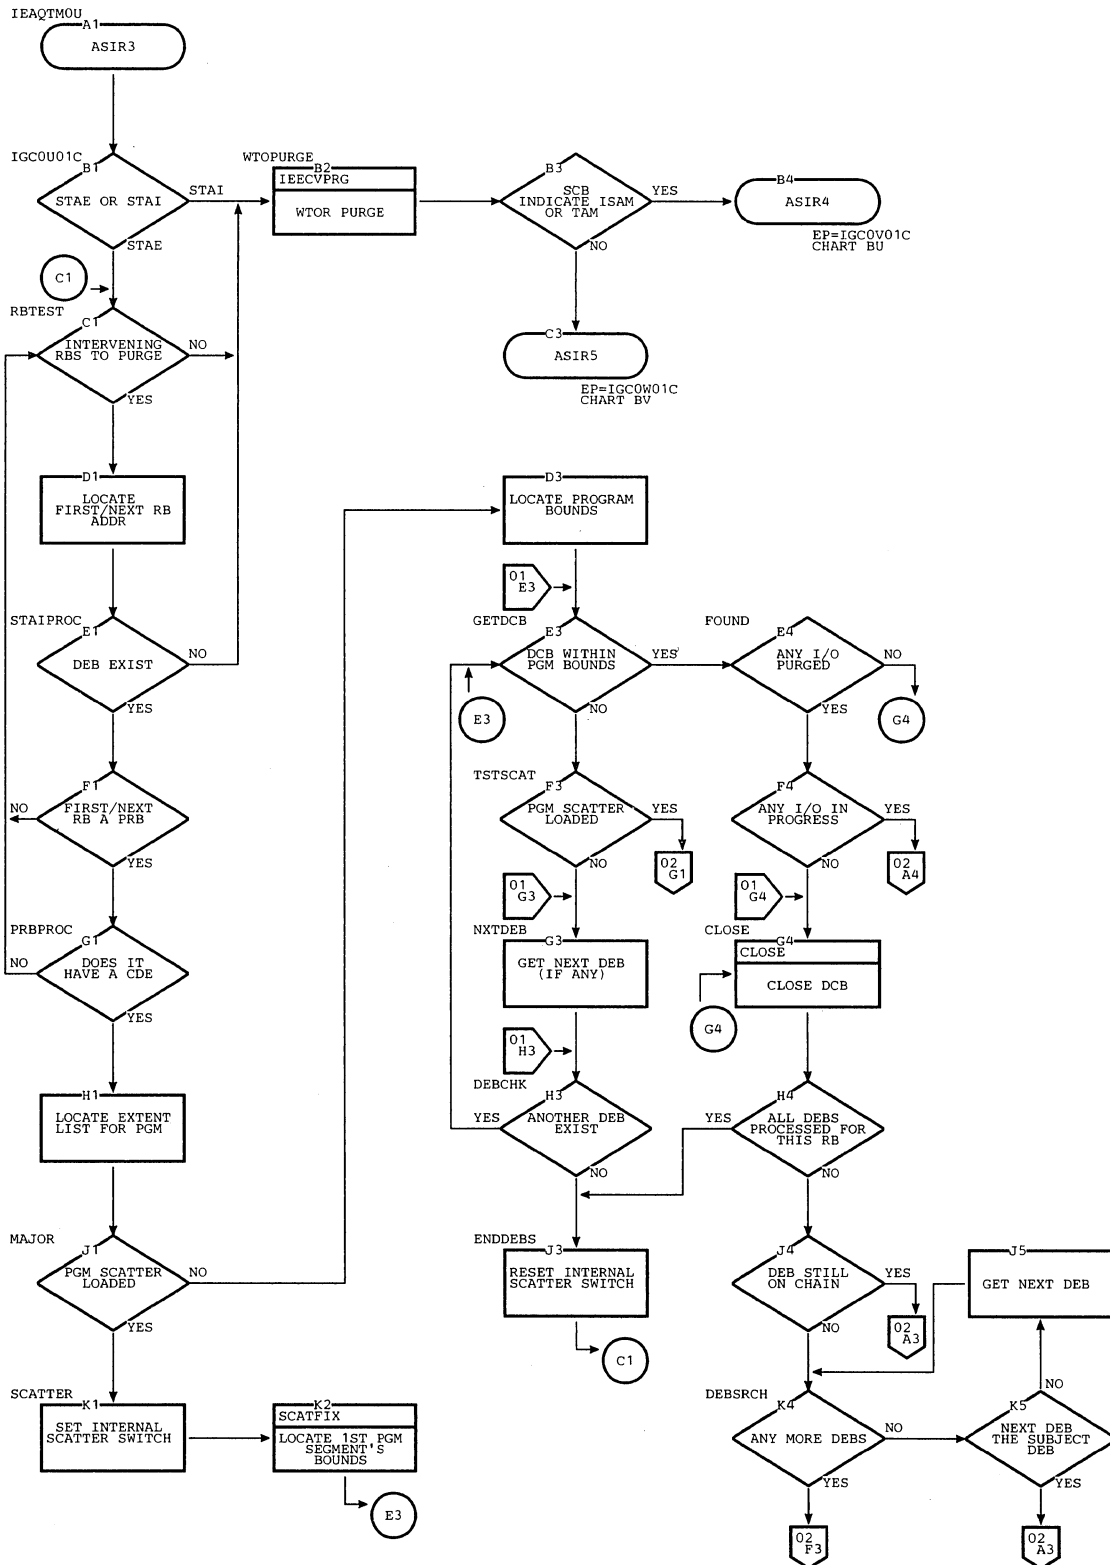 IEAQTM0U
A1
ASIR3
IGC0U01C
B1
STAE OR STAI
STAI
STAE
WTOPURGE
B2
IEECVPRG
WTOR PURGE
B3
SCB
INDICATE ISAM
OR TAM
YES
NO
B4
ASIR4
EP=IGC0V01C
CHART BU
C1
RBTEST
C1
INTERVENING
RBS TO PURGE
NO
YES
C3
ASIR5
EP=IGC0W01C
CHART BV
D1
LOCATE
FIRST/NEXT RB
ADDR
D3
LOCATE PROGRAM
BOUNDS
01
E3
STAIPROC
E1
DEB EXIST
NO
YES
GETDCB
E3
DCB WITHIN
PGM BOUNDS
YES
NO
E3
FOUND
E4
ANY I/O
PURGED
NO
YES
G4
F1
FIRST/NEXT
RB A PRB
NO
YES
TSTSCAT
F3
PGM SCATTER
LOADED
YES
NO
02
G1
F4
ANY I/O IN
PROGRESS
YES
NO
02
A4
01
G3
01
G4
PRBPROC
G1
DOES IT
HAVE A CDE
NO
YES
NXTDEB
G3
GET NEXT DEB
(IF ANY)
CLOSE
G4
CLOSE
CLOSE DCB
G4
01
H3
H1
LOCATE EXTENT
LIST FOR PGM
DEBCHK
H3
ANOTHER DEB
EXIST
YES
NO
H4
ALL DEBS
PROCESSED FOR
THIS RB
YES
NO
MAJOR
J1
PGM SCATTER
LOADED
NO
YES
ENDDEBS
J3
RESET INTERNAL
SCATTER SWITCH
C1
J4
DEB STILL
ON CHAIN
YES
NO
02
A3
J5
GET NEXT DEB
SCATTER
K1
SET INTERNAL
SCATTER SWITCH
K2
SCATFIX
LOCATE 1ST PGM
SEGMENT'S
BOUNDS
E3
DEBSRCH
K4
ANY MORE DEBS
NO
YES
02
F3
K5
NEXT DEB
THE SUBJECT
DEB
NO
YES
02
A3